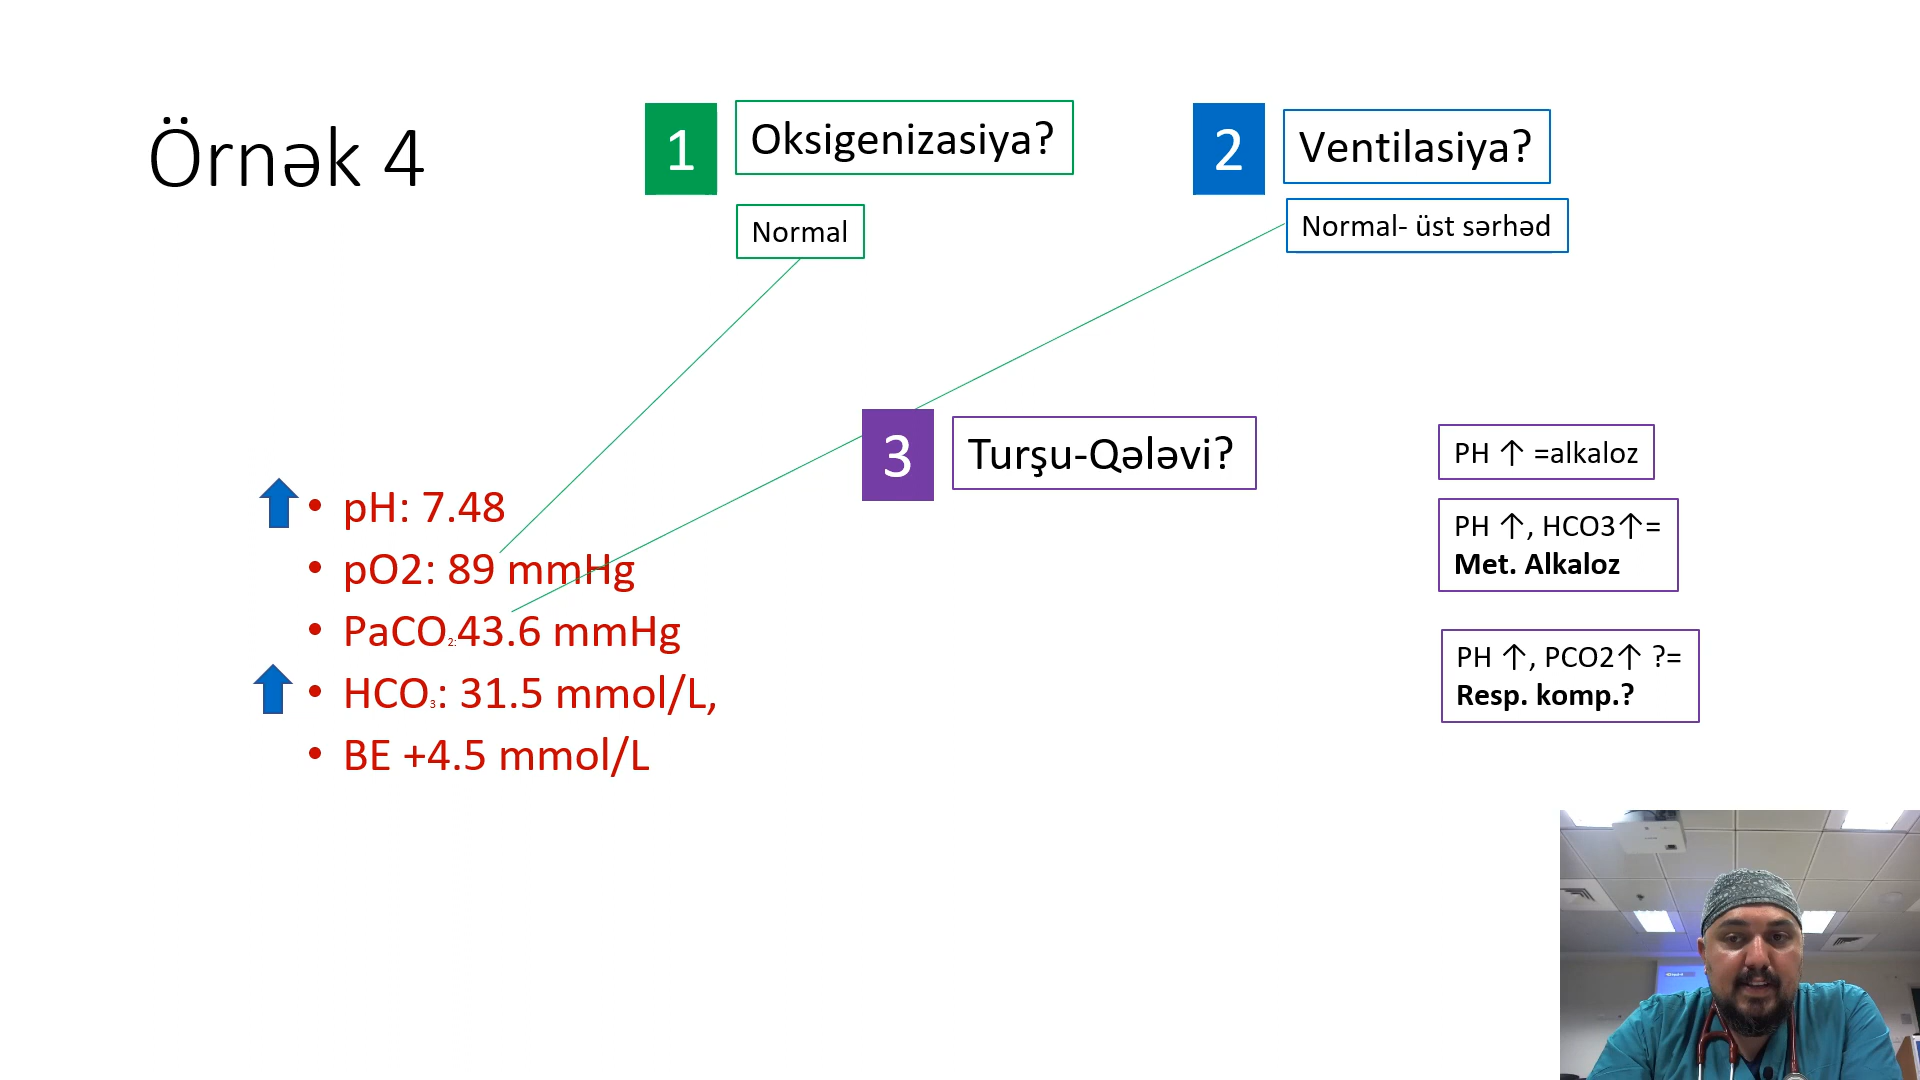 Örnək 4
1
Oksigenizasiya?
Normal
2
Ventilasiya?
Normal- üst sərhəd
3
Turşu-Qələvi?
• pH: 7.48
• pO2: 89 mmHg
• PaCO₂:43.6 mmHg
• HCO₃: 31.5 mmol/L,
• BE +4.5 mmol/L
PH ↑ =alkaloz
PH ↑, HCO3↑=
Met. Alkaloz
PH ↑, PCO2↑ ?=
Resp. komp.?